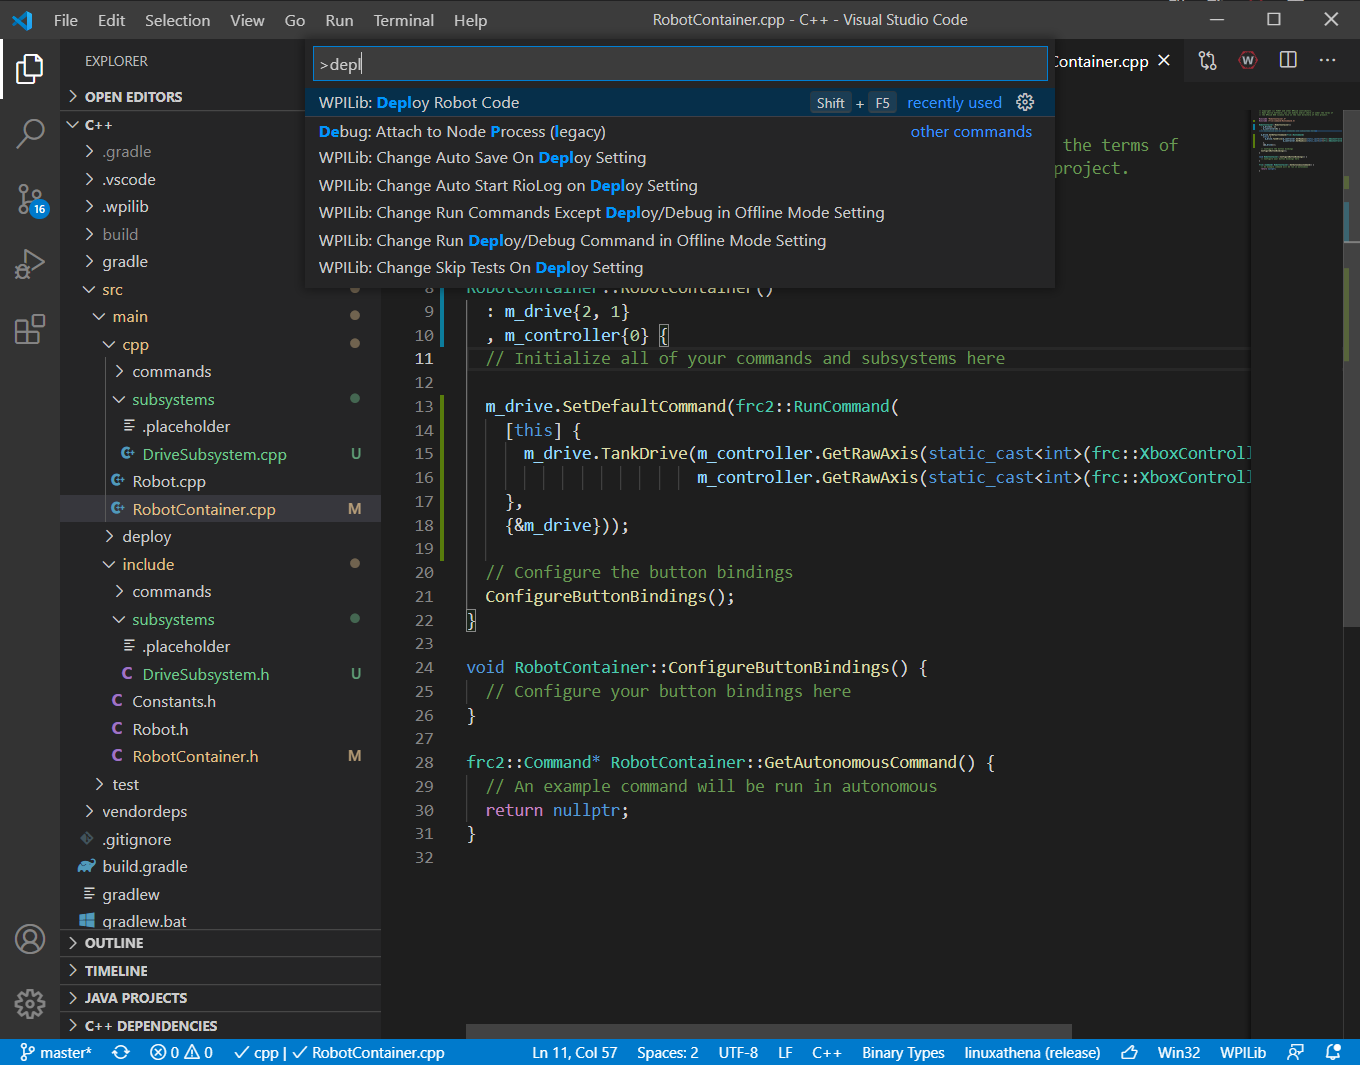 File Edit Selection View Go Run Terminal Help
RobotContainer.cpp - C++ - Visual Studio Code
EXPLORER
OPEN EDITORS
C++
.gradle
.vscode
.wpilib
build
gradle
src
main
cpp
commands
subsystems
.placeholder
DriveSubsystem.cpp U
Robot.cpp
RobotContainer.cpp M
deploy
include
commands
subsystems
.placeholder
DriveSubsystem.h U
Constants.h
Robot.h
RobotContainer.h M
test
vendordeps
.gitignore
build.gradle
gradlew
gradlew.bat
OUTLINE
TIMELINE
JAVA PROJECTS
C++ DEPENDENCIES
16
>depl
WPILib: Deploy Robot Code Shift + F5 recently used
Debug: Attach to Node Process (legacy) other commands
WPILib: Change Auto Save On Deploy Setting
WPILib: Change Auto Start RioLog on Deploy Setting
WPILib: Change Run Commands Except Deploy/Debug in Offline Mode Setting
WPILib: Change Run Deploy/Debug Command in Offline Mode Setting
WPILib: Change Skip Tests On Deploy Setting
Container.cpp
W
the terms of
project.
8 RobotContainer::RobotContainer()
9 : m_drive{2, 1}
10 , m_controller{0} {
11 // Initialize all of your commands and subsystems here
12
13 m_drive.SetDefaultCommand(frc2::RunCommand(
14 [this] {
15 m_drive.TankDrive(m_controller.GetRawAxis(static_cast<int>(frc::XboxControll
16 m_controller.GetRawAxis(static_cast<int>(frc::XboxControll
17 },
18 {&m_drive}));
19
20 // Configure the button bindings
21 ConfigureButtonBindings();
22 }
23
24 void RobotContainer::ConfigureButtonBindings() {
25 // Configure your button bindings here
26 }
27
28 frc2::Command* RobotContainer::GetAutonomousCommand() {
29 // An example command will be run in autonomous
30 return nullptr;
31 }
32
master* 0 0 cpp | RobotContainer.cpp Ln 11, Col 57 Spaces: 2 UTF-8 LF C++ Binary Types linuxathena (release) Win32 WPILib